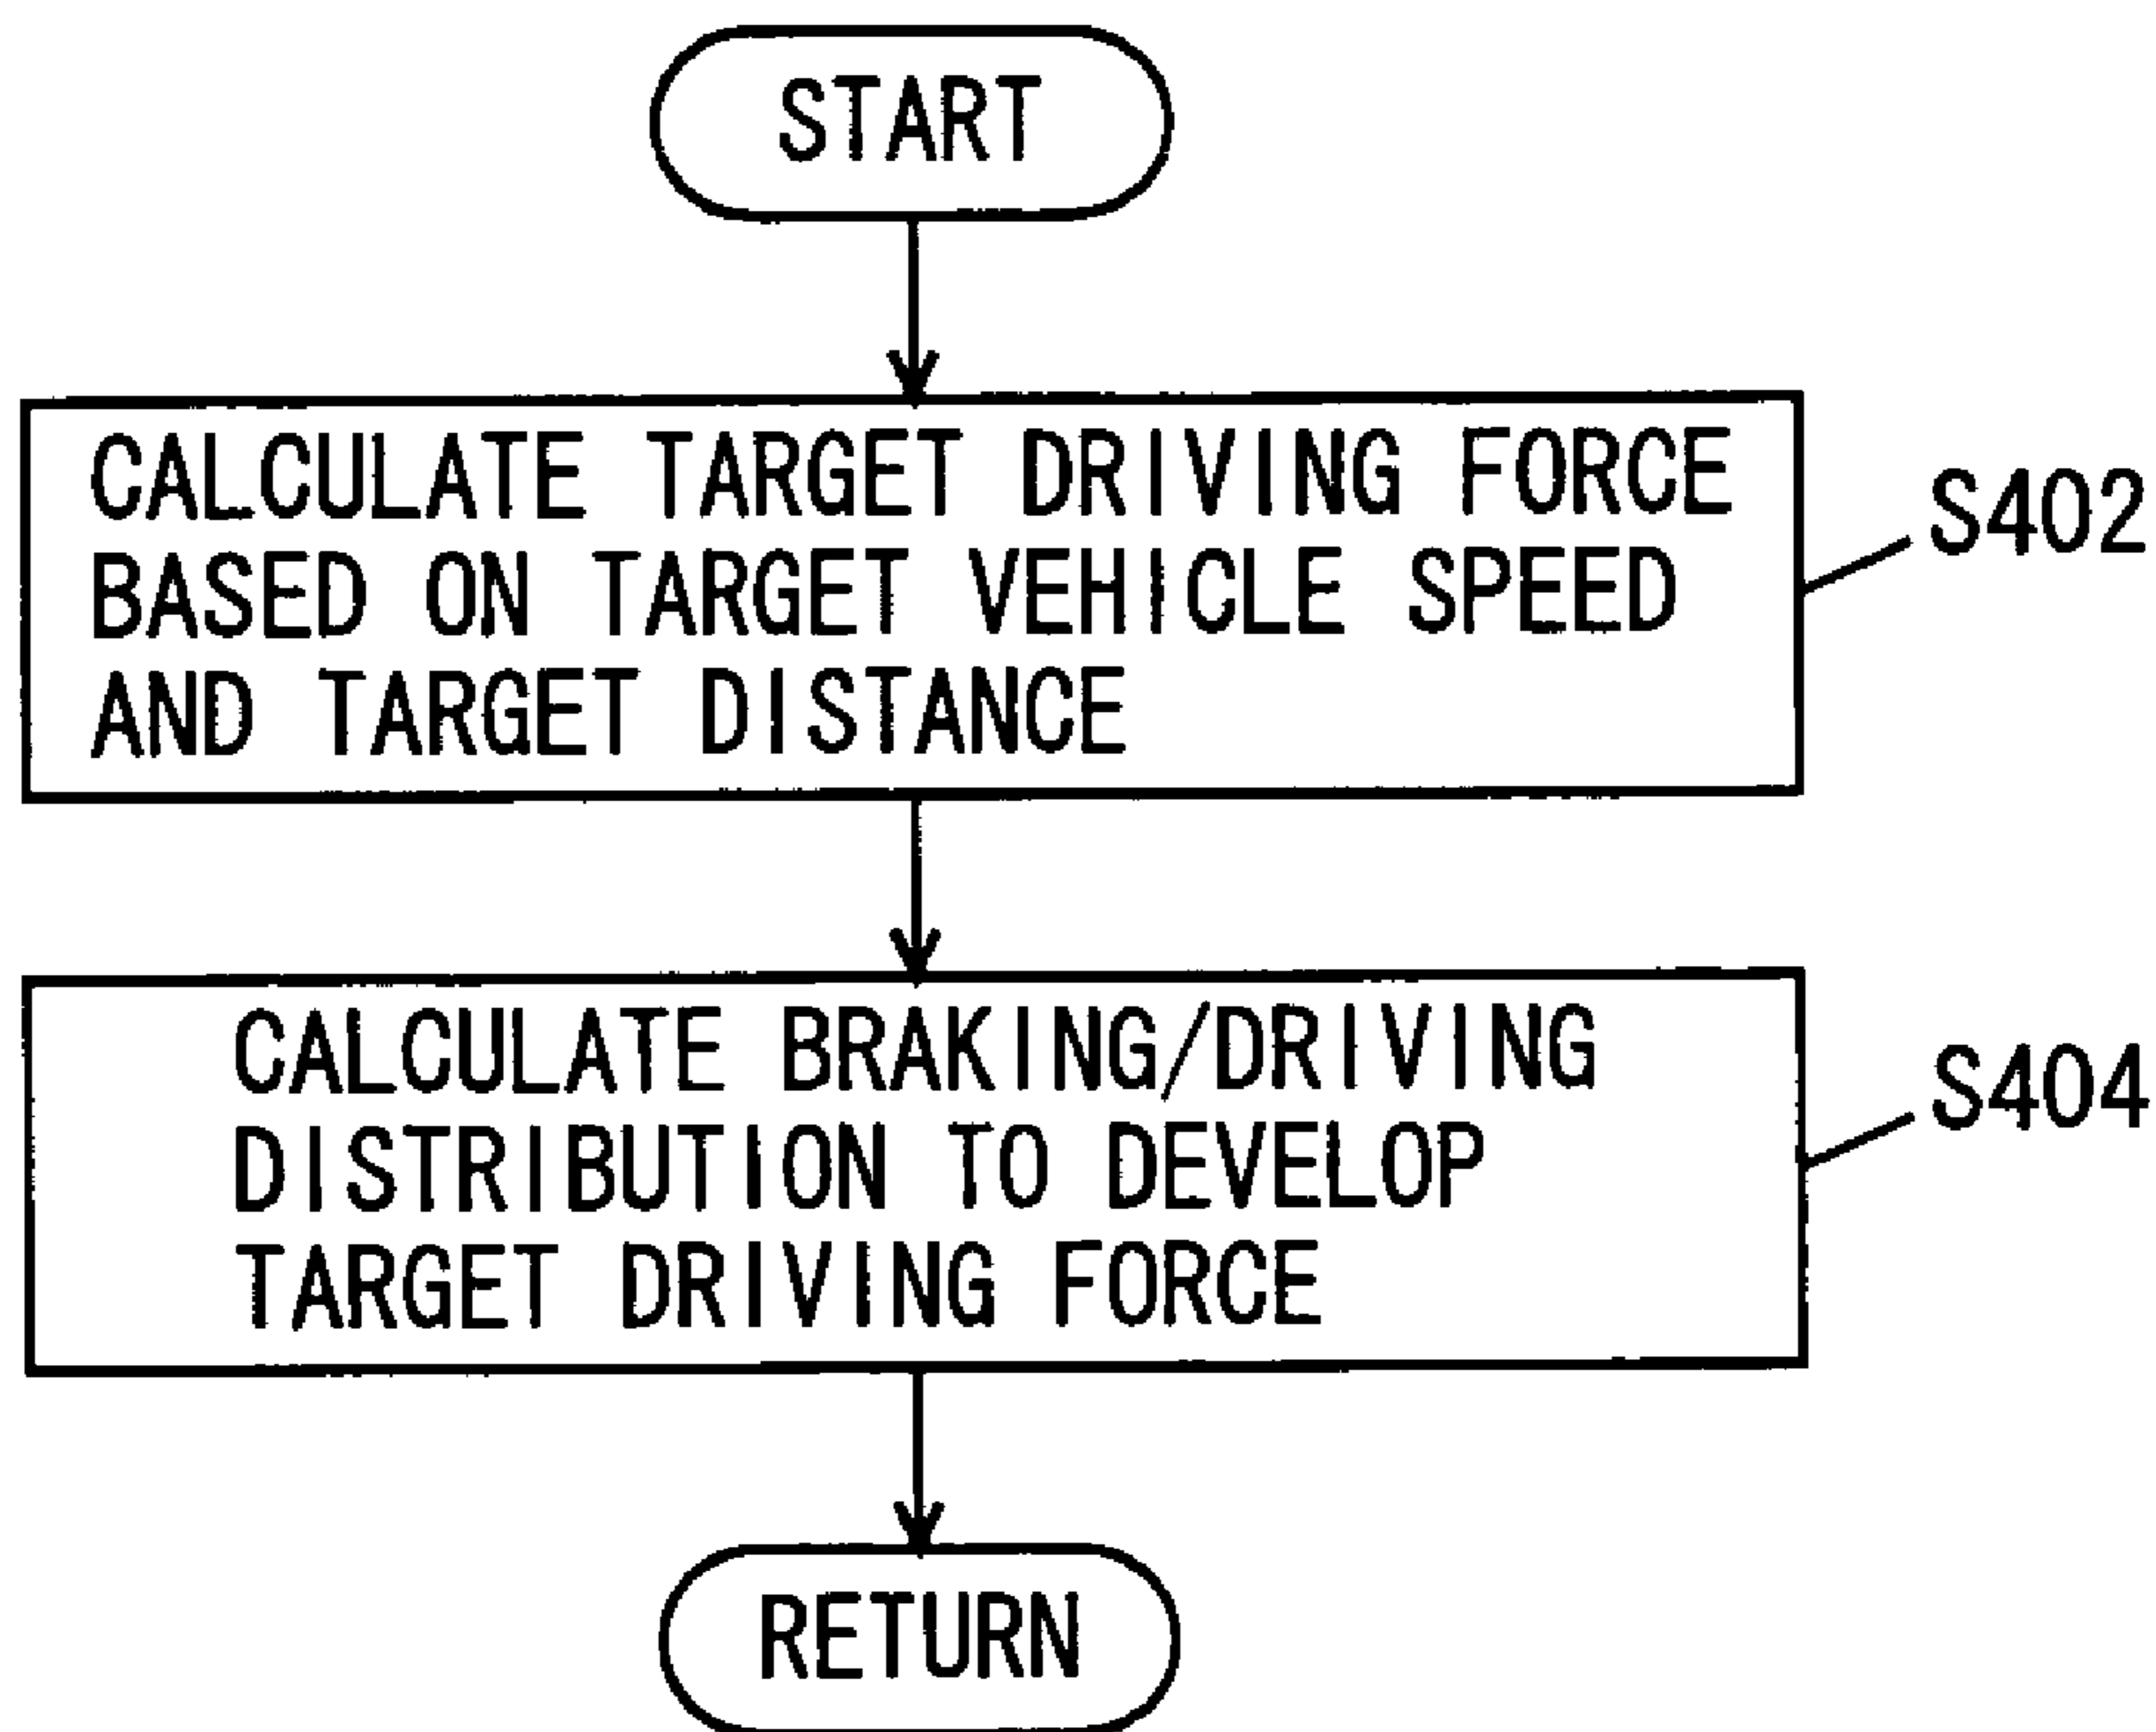 START
CALCULATE TARGET DRIVING FORCE
BASED ON TARGET VEHICLE SPEED
AND TARGET DISTANCE
S402
CALCULATE BRAKING/DRIVING
DISTRIBUTION TO DEVELOP
TARGET DRIVING FORCE
S404
RETURN